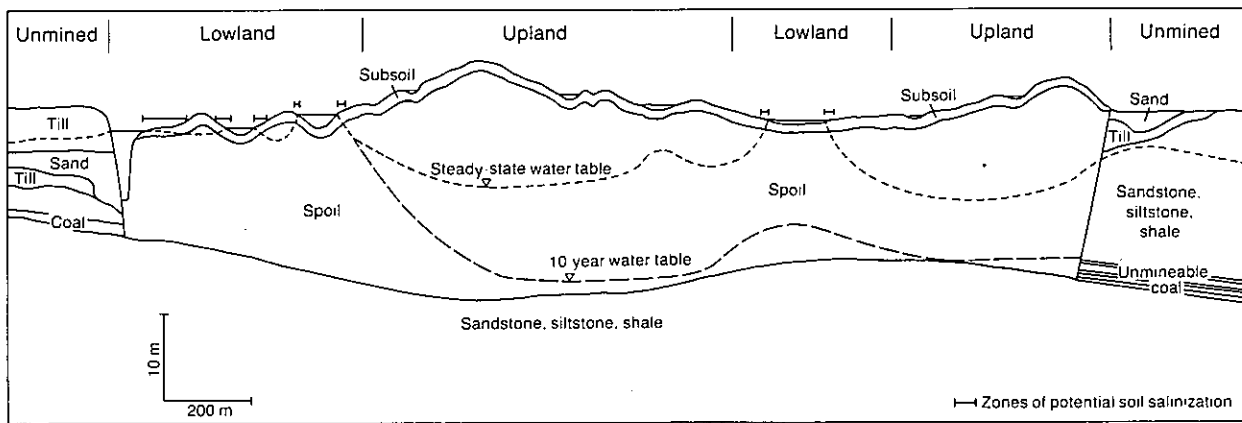 Unmined
Lowland
Upland
Lowland
Upland
Unmined
Subsoil
Subsoil
Sand
Till
Till
Sand
Till
Coal
Steady-state water table
Spoil
Spoil
Sandstone,
siltstone,
shale
10 year water table
Unmineable
coal
Sandstone, siltstone, shale
10 m
200 m
Zones of potential soil salinization